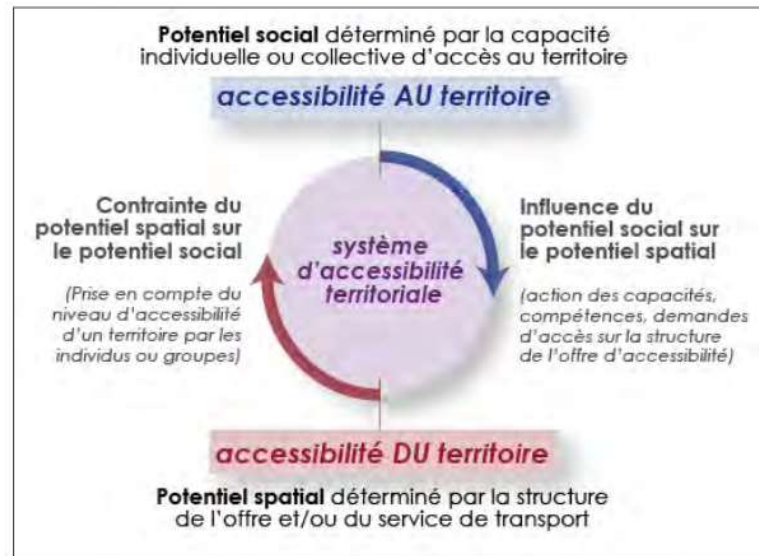 Potentiel social déterminé par la capacité
individuelle ou collective d'accès au territoire
accessibilité AU territoire
Contrainte du
potentiel spatial sur
le potentiel social
(Prise en compte du
niveau d'accessibilité
d'un territoire par les
individus ou groupes)
système
d'accessibilité
territoriale
Influence du
potentiel social sur
le potentiel spatial
(action des capacités,
compétences, demandes
d'accès sur la structure
de l'offre d'accessibilité)
accessibilité DU territoire
Potentiel spatial déterminé par la structure
de l'offre et/ou du service de transport